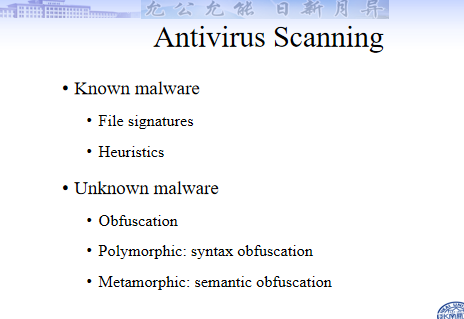 允公允能 日新月异
Antivirus Scanning
• Known malware
• File signatures
• Heuristics
• Unknown malware
• Obfuscation
• Polymorphic: syntax obfuscation
• Metamorphic: semantic obfuscation